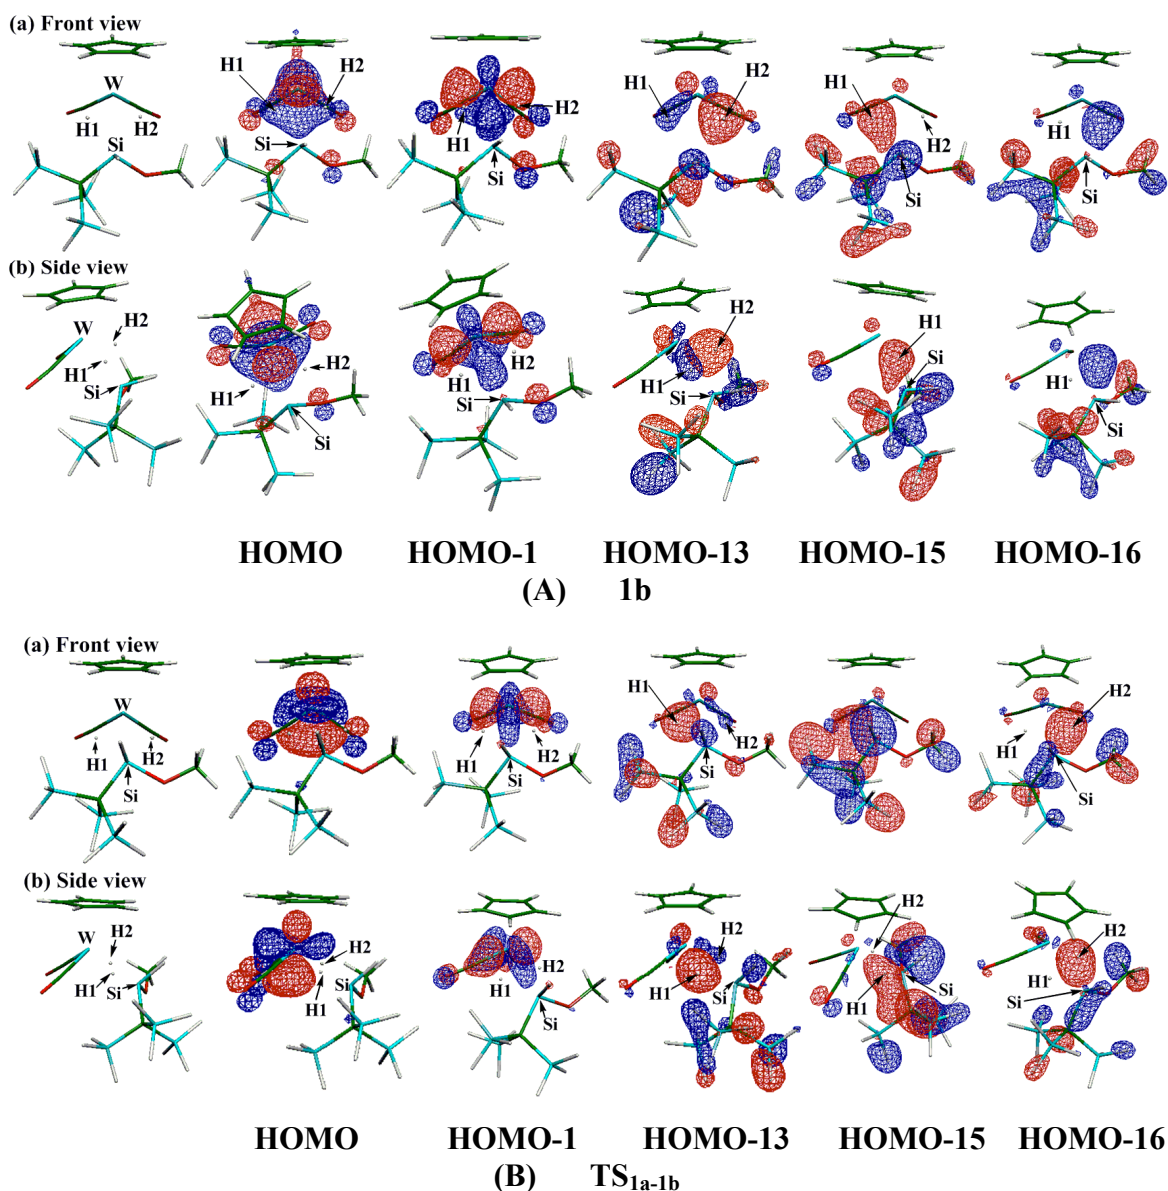 (a) Front view
W
H1 H2
Si
H1 H2
Si
H1 H2
Si
H1 H2
H1
H2
Si
H1
Si
(b) Side view
W
H2
H1
Si
H1 H2
Si
H1 H2
Si
H2
H1
Si
H1
Si
H1
Si
HOMO HOMO-1 HOMO-13 HOMO-15 HOMO-16
(A) 1b
(a) Front view
W
H1 H2
Si
H1 H2
Si
H1
H2
Si
H2
H1
Si
(b) Side view
W
H2
H1
Si
H2
H1
Si
H2
H1
Si
H2
H1
Si
H2
H1
Si
H2
H1
Si
HOMO HOMO-1 HOMO-13 HOMO-15 HOMO-16
(B) TS1a-1b